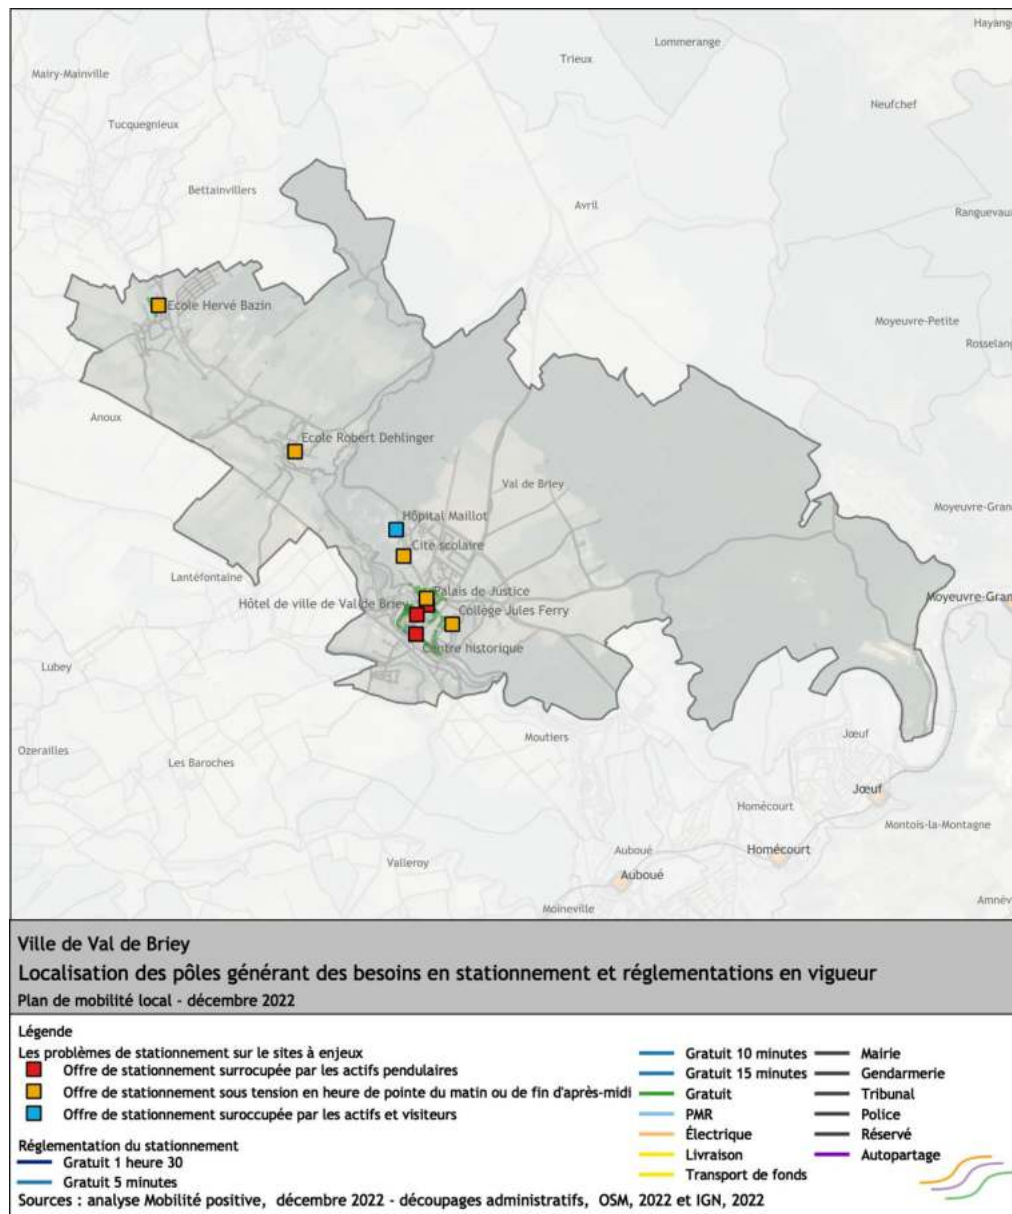 Hayange
Lommerange
Trieux
Mairy-Mainville
Neufchef
Tucquegnieux
Bettainvillers
Avril
Ranguevaux
Ecole Hervé Bazin
Moyeuvre-Petite
Rosselang
Anoux
Ecole Robert Dehlinger
Val de Briey
Hôpital Maillot
Moyeuvre-Gran
Cité scolaire
Lantéfontaine
Palais de Justice
Moyeuvre-Gran
Hôtel de ville de Val de Briey
Collège Jules Ferry
Centre historique
Lubey
Moutiers
Jœuf
Ozerailles
Les Baroches
Jœuf
Homécourt
Montois-la-Montagne
Auboué
Homécourt
Valleroy
Auboué
Amnév
Moineville
Ville de Val de Briey
Localisation des pôles générant des besoins en stationnement et réglementations en vigueur
Plan de mobilité local - décembre 2022
Légende
Les problèmes de stationnement sur le sites à enjeux
Offre de stationnement surrocupée par les actifs pendulaires
Offre de stationnement sous tension en heure de pointe du matin ou de fin d'après-midi
Offre de stationnement suroccupée par les actifs et visiteurs
Réglementation du stationnement
Gratuit 1 heure 30
Gratuit 5 minutes
Gratuit 10 minutes
Gratuit 15 minutes
Gratuit
PMR
Électrique
Livraison
Transport de fonds
Mairie
Gendarmerie
Tribunal
Police
Réservé
Autopartage
Sources : analyse Mobilité positive, décembre 2022 - découpages administratifs, OSM, 2022 et IGN, 2022